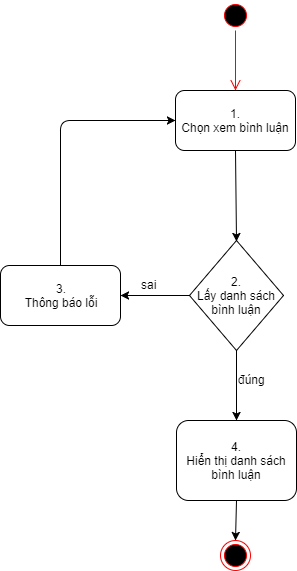 1.
Chọn xem bình luận
2.
Lấy danh sách
bình luận
sai
3.
Thông báo lỗi
đúng
4.
Hiển thị danh sách
bình luận